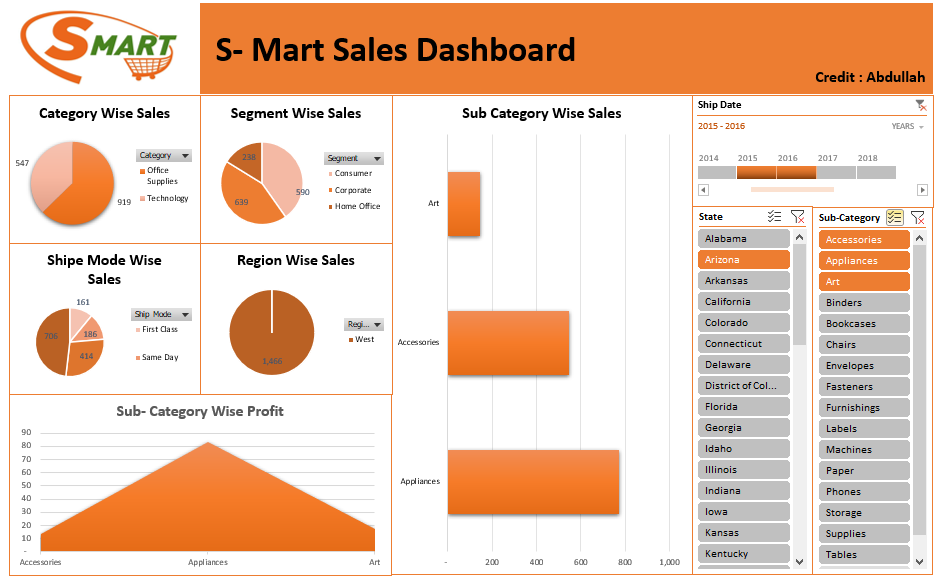 SMART
S- Mart Sales Dashboard
Credit : Abdullah
Category Wise Sales
547
919
Category
Office
Supplies
Technology
Segment Wise Sales
238
590
639
Segment
Consumer
Corporate
Home Office
Shipe Mode Wise
Sales
161
186
414
706
Ship Mode
First Class
Same Day
Region Wise Sales
1,466
Regi...
West
Sub- Category Wise Profit
90
80
70
60
50
40
30
20
10
-
Accessories
Appliances
Art
Sub Category Wise Sales
Art
Accessories
Appliances
-
200
400
600
800
1,000
Ship Date
2015 - 2016
YEARS
2014
2015
2016
2017
2018
State
Alabama
Arizona
Arkansas
California
Colorado
Connecticut
Delaware
District of Col...
Florida
Georgia
Idaho
Illinois
Indiana
Iowa
Kansas
Kentucky
Sub-Category
Accessories
Appliances
Art
Binders
Bookcases
Chairs
Envelopes
Fasteners
Furnishings
Labels
Machines
Paper
Phones
Storage
Supplies
Tables